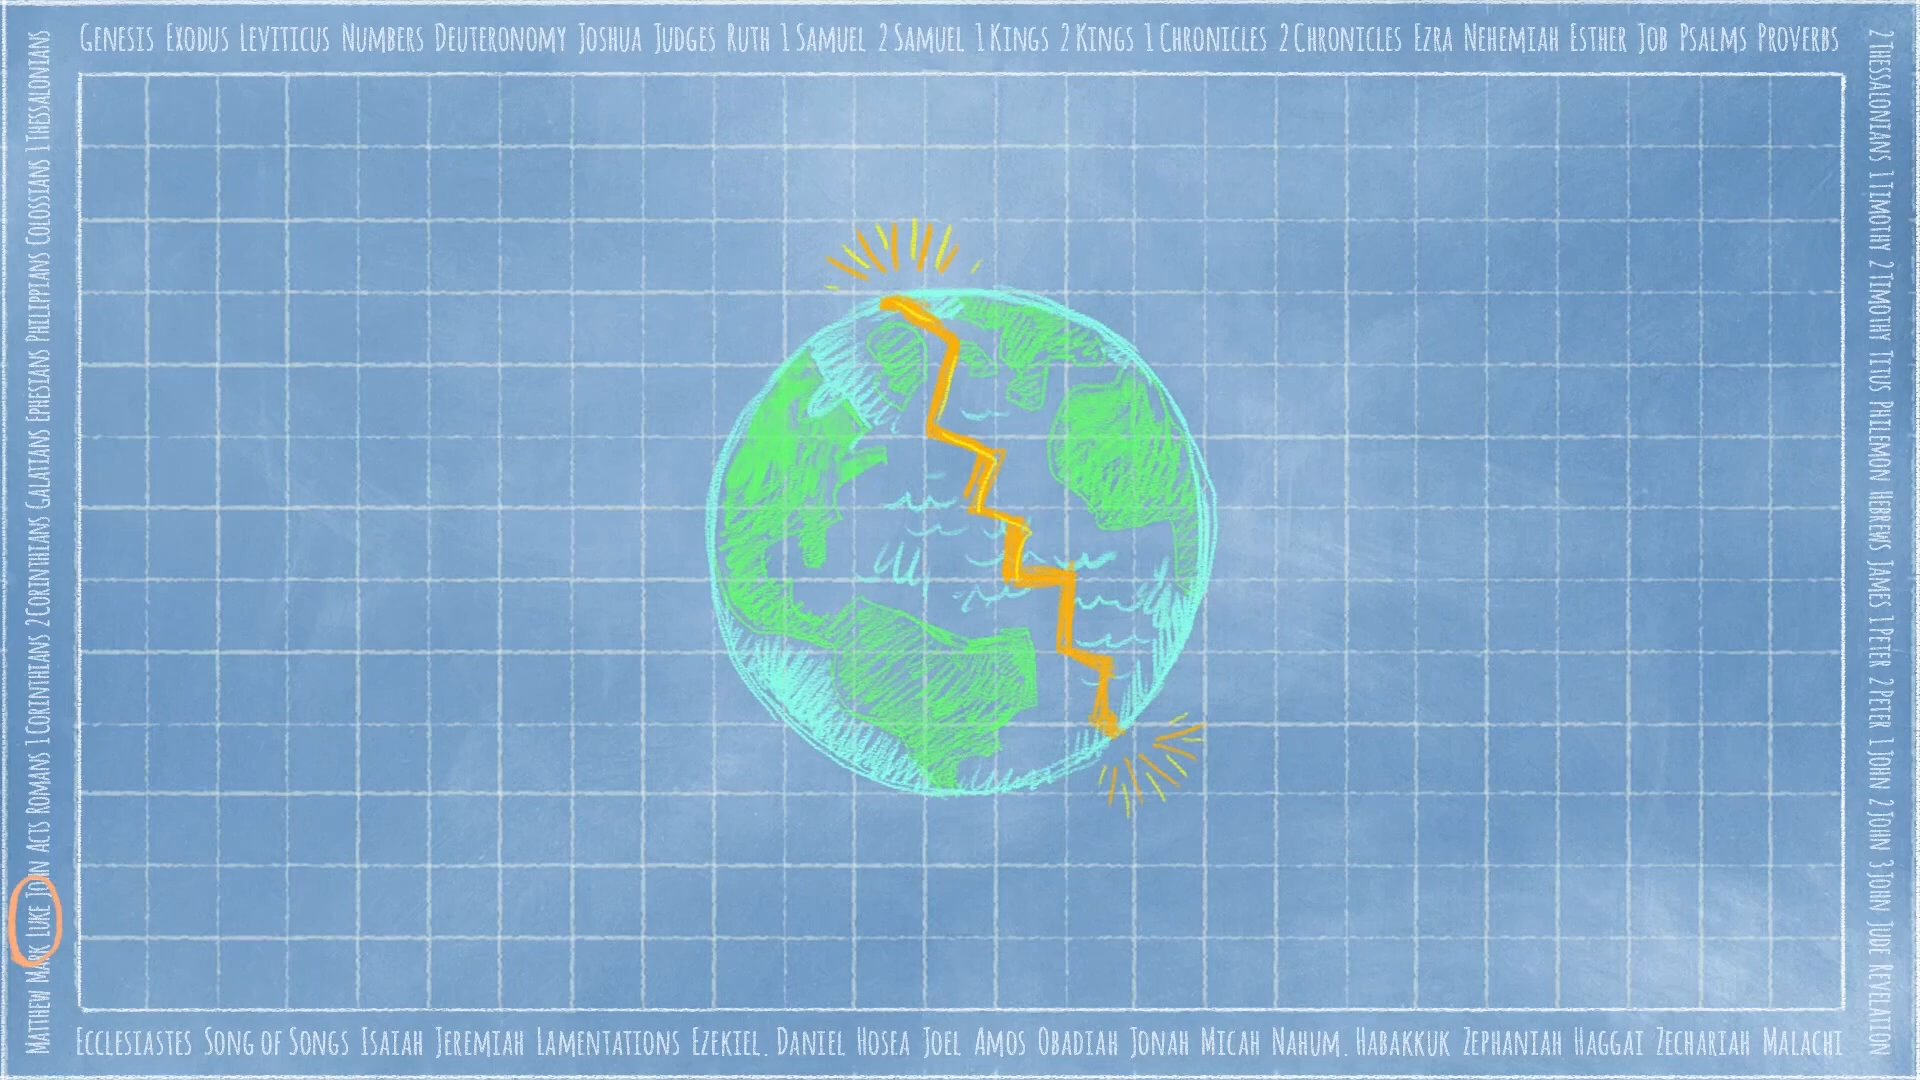 Genesis Exodus Leviticus Numbers Deuteronomy Joshua Judges Ruth 1 Samuel 2 Samuel 1 Kings 2 Kings 1 Chronicles 2 Chronicles Ezra Nehemiah Esther Job Psalms Proverbs
Ecclesiastes Song of Songs Isaiah Jeremiah Lamentations Ezekiel. Daniel Hosea Joel Amos Obadiah Jonah Micah Nahum. Habakkuk Zephaniah Haggai Zechariah Malachi
Matthew Mark Luke John Acts Romans 1 Corinthians 2 Corinthians Galatians Ephesians Philippians Colossians 1 Thessalonians
2 Thessalonians 1 Timothy 2 Timothy Titus Philemon Hebrews James 1 Peter 2 Peter 1 John 2 John 3 John Jude Revelation